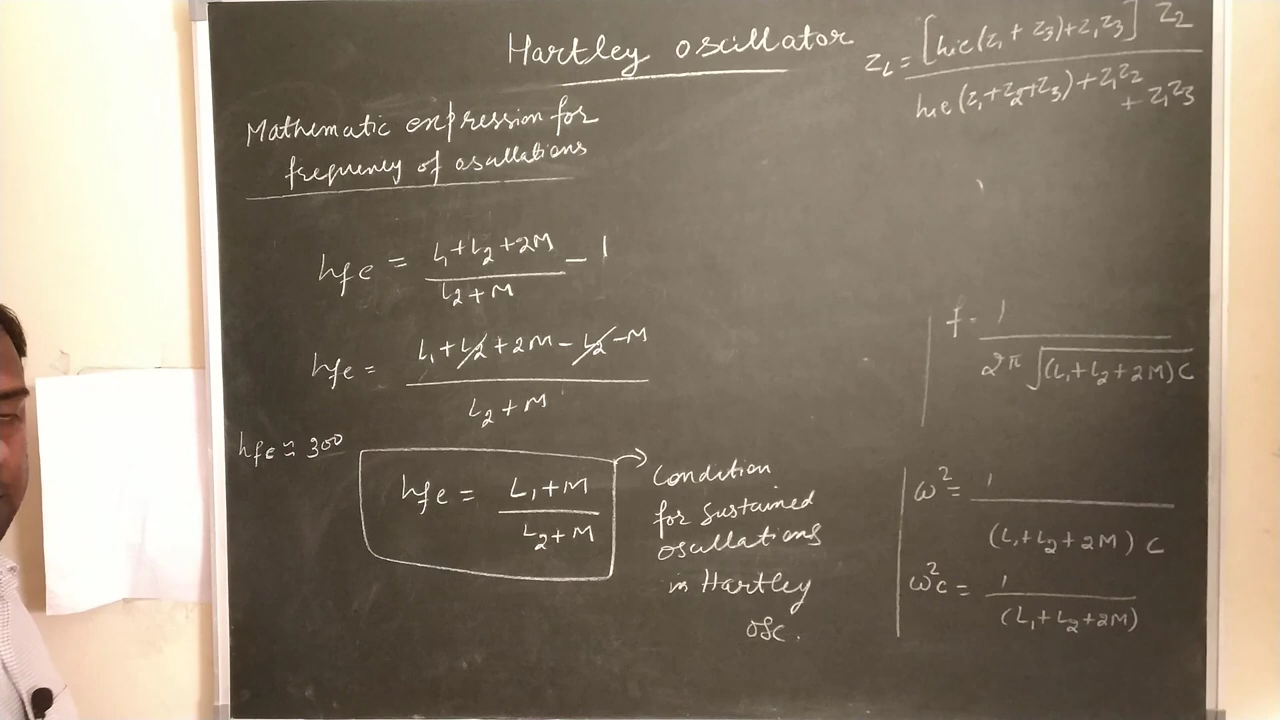 Hartley oscillator
Z_L = [hie(z₁ + z₃) + z₁z₃] z₂ / hie(z₁+z₂+z₃) + z₁z₂ + z₁z₃
Mathematic expression for
frequency of oscillations
hfe = L₁+L₂+2M / L₂+M − 1
hfe = L₁+L₂+2M−L₂−M / L₂+M
hfe ≈ 300
hfe = L₁+M / L₂+M
Condition
for sustained
oscillations
in Hartley
osc.
f = 1 / 2π √(L₁+L₂+2M)C
ω² = 1 / (L₁+L₂+2M) C
ω²C = 1 / (L₁+L₂+2M)